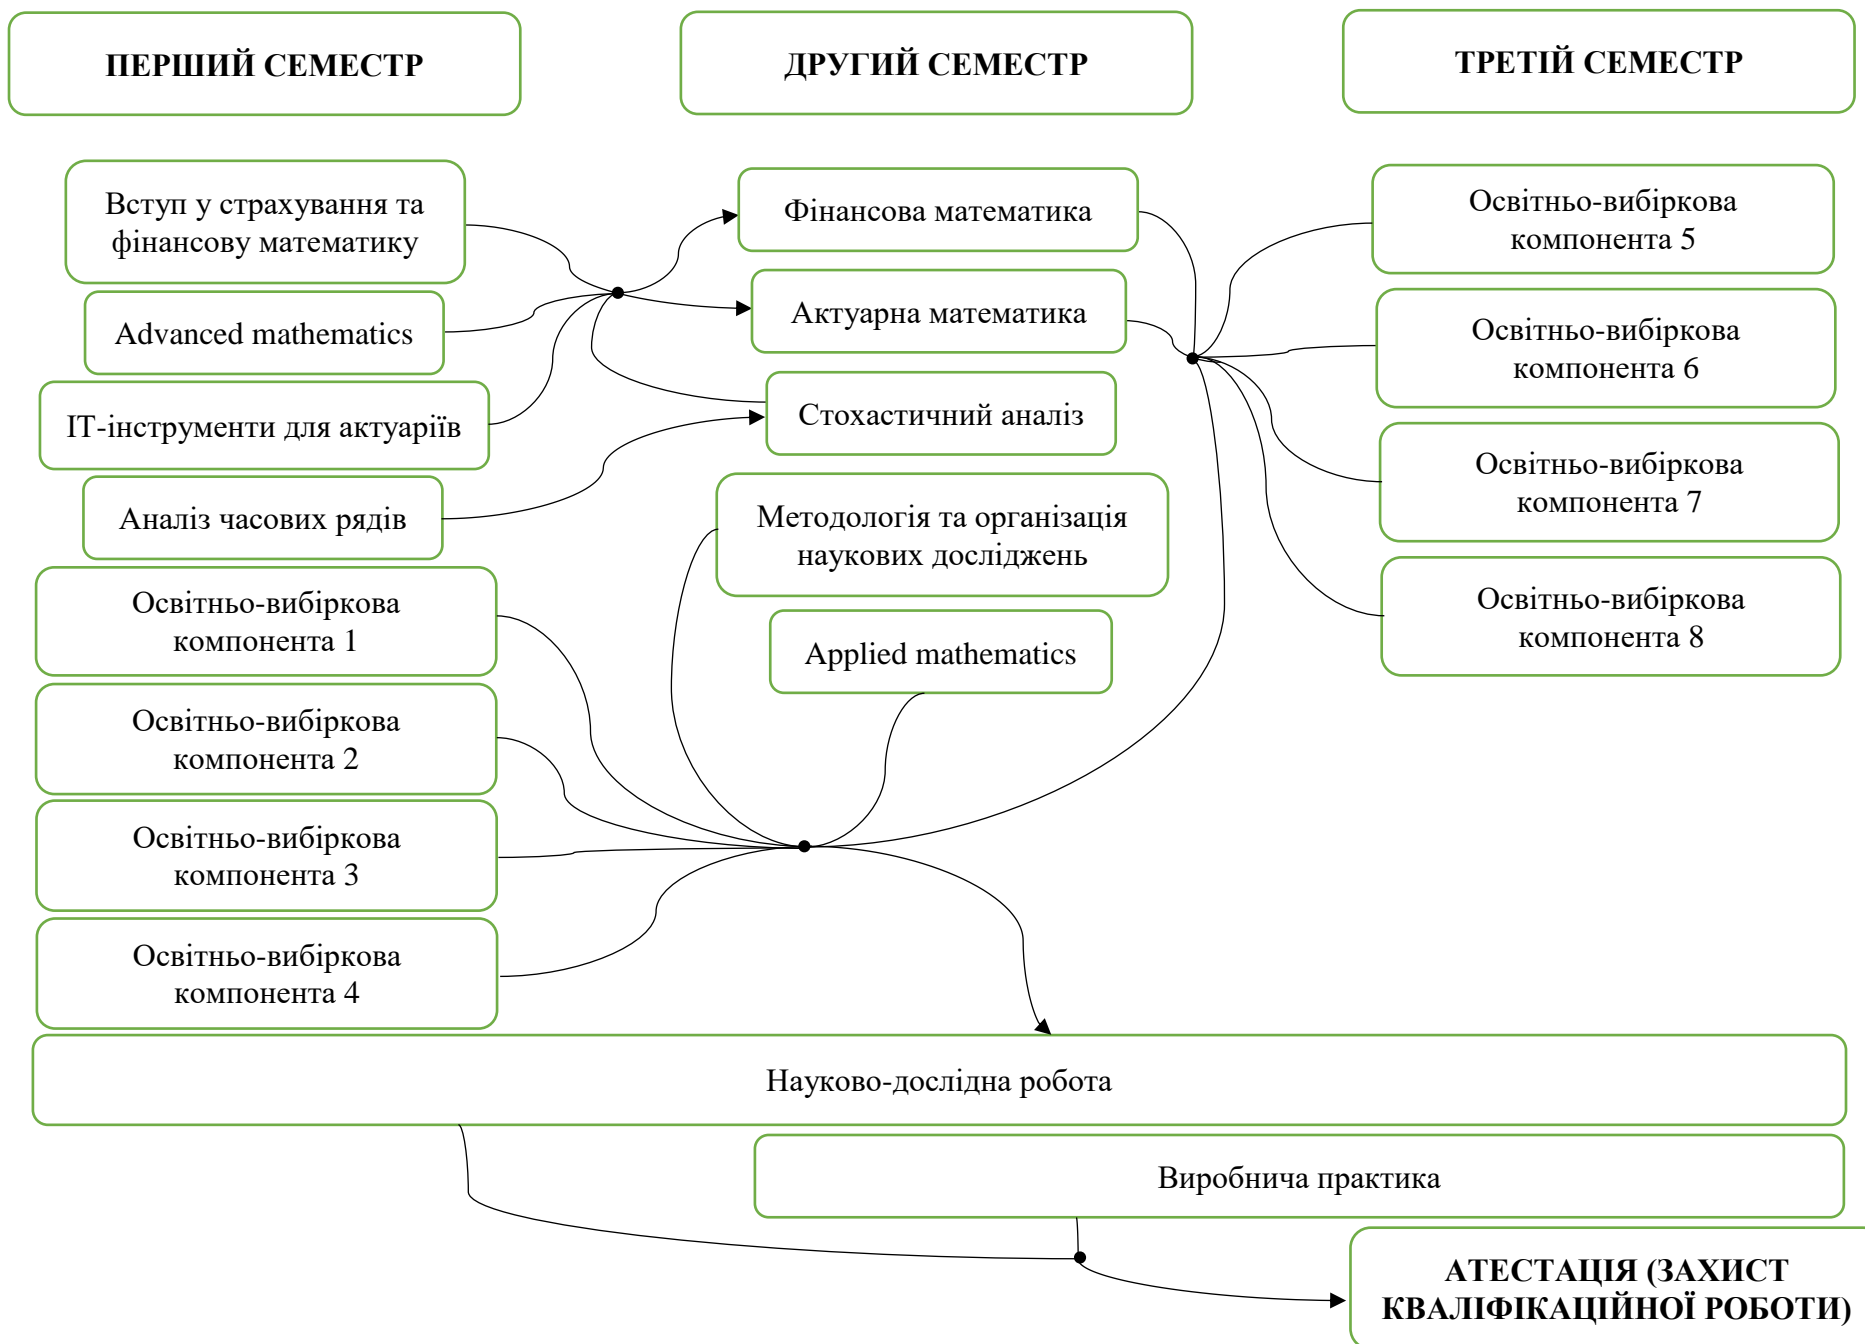 ПЕРШИЙ СЕМЕСТР
ДРУГИЙ СЕМЕСТР
ТРЕТІЙ СЕМЕСТР
Вступ у страхування та
фінансову математику
Advanced mathematics
ІТ-інструменти для актуаріїв
Аналіз часових рядів
Освітньо-вибіркова
компонента 1
Освітньо-вибіркова
компонента 2
Освітньо-вибіркова
компонента 3
Освітньо-вибіркова
компонента 4
Фінансова математика
Актуарна математика
Стохастичний аналіз
Методологія та організація
наукових досліджень
Applied mathematics
Освітньо-вибіркова
компонента 5
Освітньо-вибіркова
компонента 6
Освітньо-вибіркова
компонента 7
Освітньо-вибіркова
компонента 8
Науково-дослідна робота
Виробнича практика
АТЕСТАЦІЯ (ЗАХИСТ
КВАЛІФІКАЦІЙНОЇ РОБОТИ)